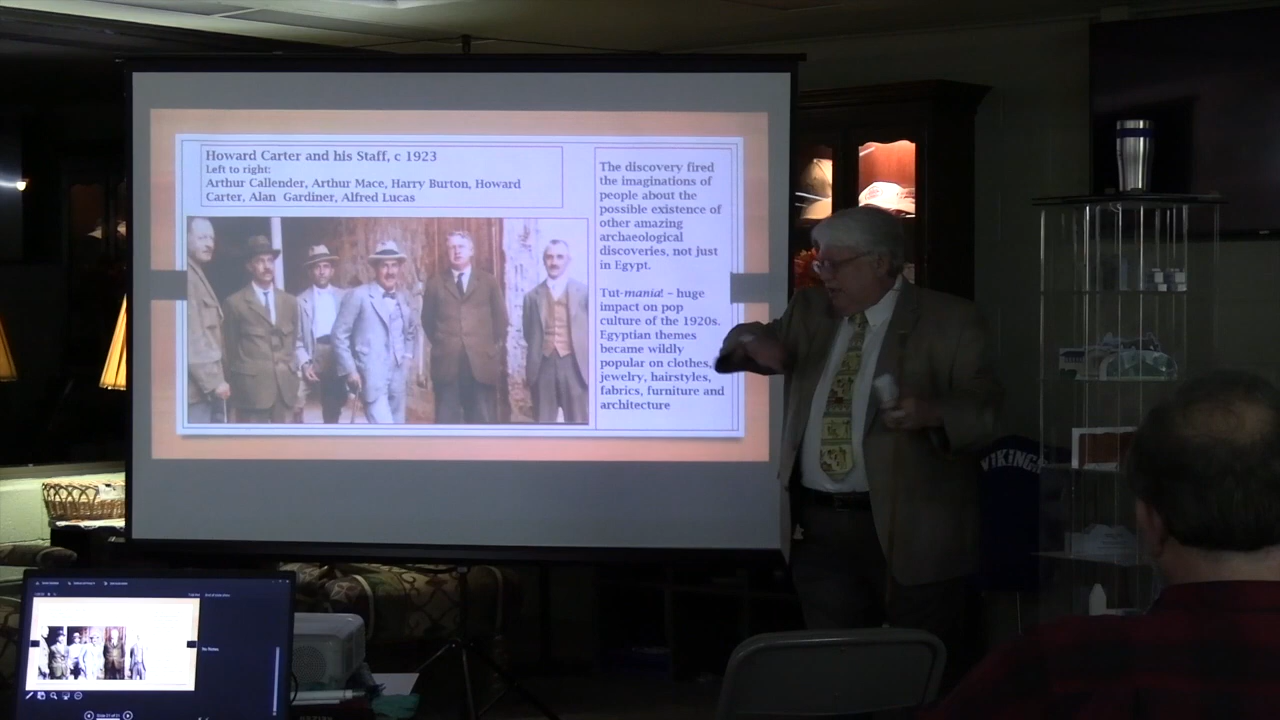 Howard Carter and his Staff, c 1923
Left to right:
Arthur Callender, Arthur Mace, Harry Burton, Howard
Carter, Alan Gardiner, Alfred Lucas
The discovery fired
the imaginations of
people about the
possible existence of
other amazing
archaeological
discoveries, not just
in Egypt.
Tut-mania! – huge
impact on pop
culture of the 1920s.
Egyptian themes
became wildly
popular on clothes,
jewelry, hairstyles,
fabrics, furniture and
architecture
VIKINGS
No Notes.